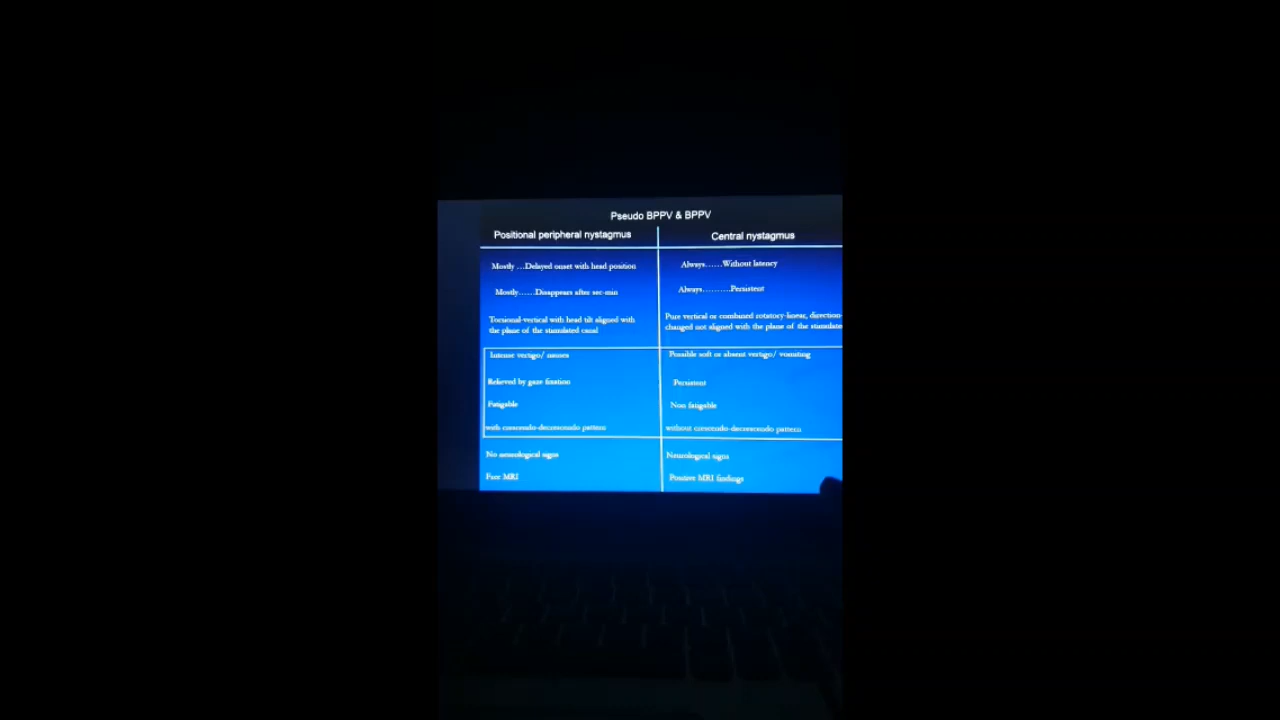 Pseudo BPPV & BPPV
Positional peripheral nystagmus
Central nystagmus
Mostly ...Delayed onset with head position
Always......Without latency
Mostly......Disappears after sec-min
Always..........Persistent
Torsional-vertical with head tilt aligned with
the plane of the stimulated canal
Pure vertical or combined rotatory-linear, direction-
changed not aligned with the plane of the stimulate
Intense vertigo/ nausea
Possible soft or absent vertigo/ vomiting
Relieved by gaze fixation
Persistent
Fatigable
Non fatigable
with crescendo-decrescendo pattern
without crescendo-decrescendo pattern
No neurological signs
Neurological signs
MRI
Positive MRI findings